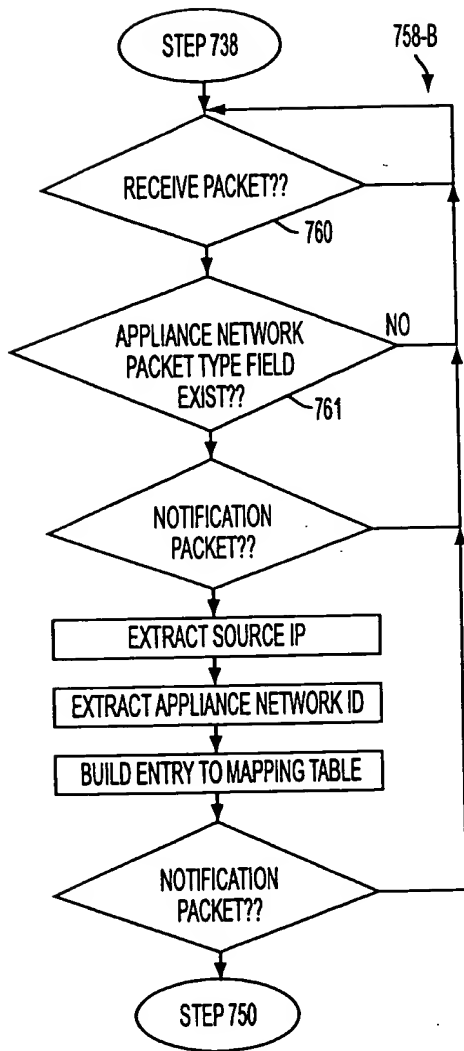 STEP 738
758-B
RECEIVE PACKET??
760
APPLIANCE NETWORK
PACKET TYPE FIELD
EXIST??
NO
761
NOTIFICATION
PACKET??
EXTRACT SOURCE IP
EXTRACT APPLIANCE NETWORK ID
BUILD ENTRY TO MAPPING TABLE
NOTIFICATION
PACKET??
STEP 750